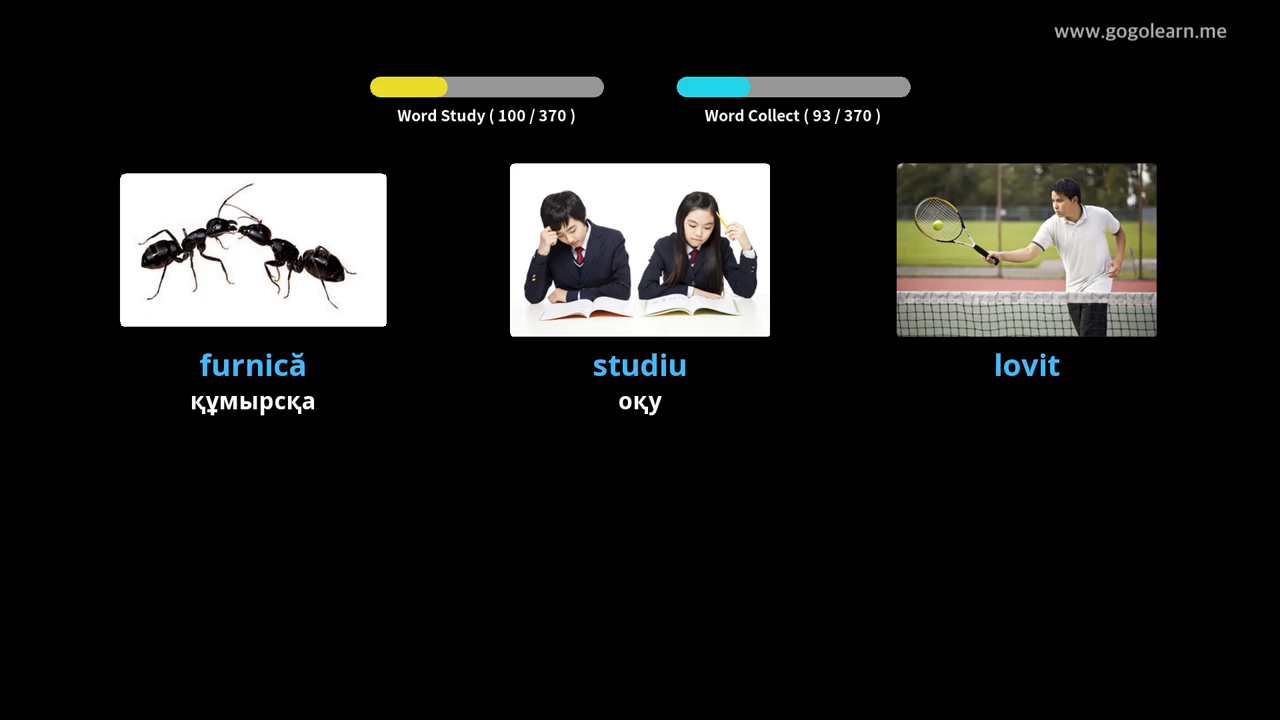 www.gogolearn.me
Word Study ( 100 / 370 )
Word Collect ( 93 / 370 )
furnică
құмырсқа
studiu
оқу
lovit